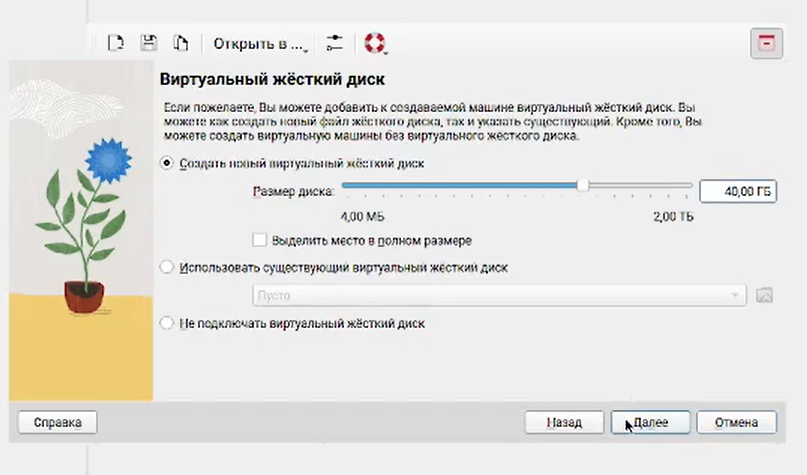 Открыть в ...
Виртуальный жёсткий диск
Если пожелаете, Вы можете добавить к создаваемой машине виртуальный жёсткий диск. Вы
можете как создать новый файл жёсткого диска, так и указать существующий. Кроме того, Вы
можете создать виртуальную машины без виртуального жёсткого диска.
Создать новый виртуальный жёсткий диск
Размер диска:
40,00 ГБ
4,00 МБ
2,00 ТБ
Выделить место в полном размере
Использовать существующий виртуальный жёсткий диск
Пусто
Не подключать виртуальный жёсткий диск
Справка
Назад
Далее
Отмена